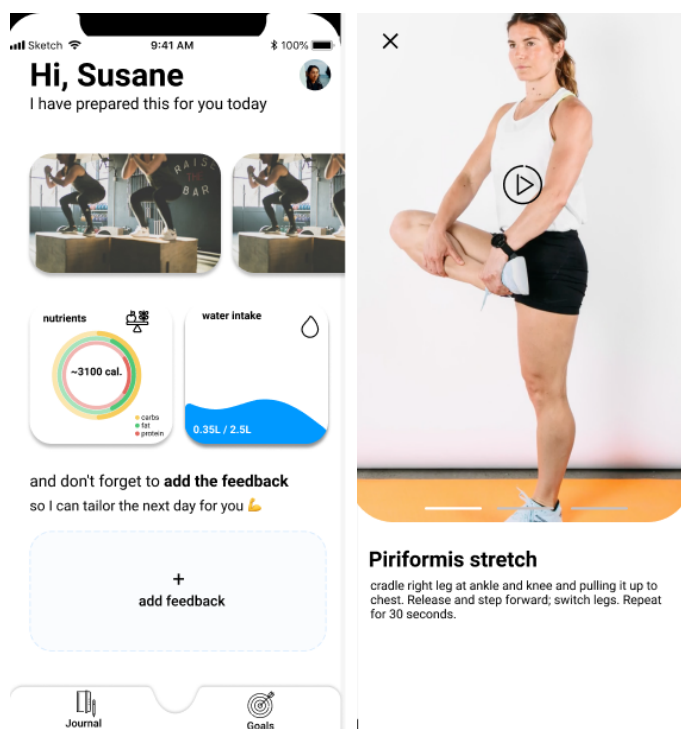 Sketch 9:41 AM 100%
Hi, Susane
I have prepared this for you today
RAISE
THE
BAR
nutrients
~3100 cal.
carbs
fat
protein
water intake
0.35L / 2.5L
and don't forget to add the feedback
so I can tailor the next day for you 💪
+
add feedback
Journal
Goals
Piriformis stretch
cradle right leg at ankle and knee and pulling it up to
chest. Release and step forward; switch legs. Repeat
for 30 seconds.